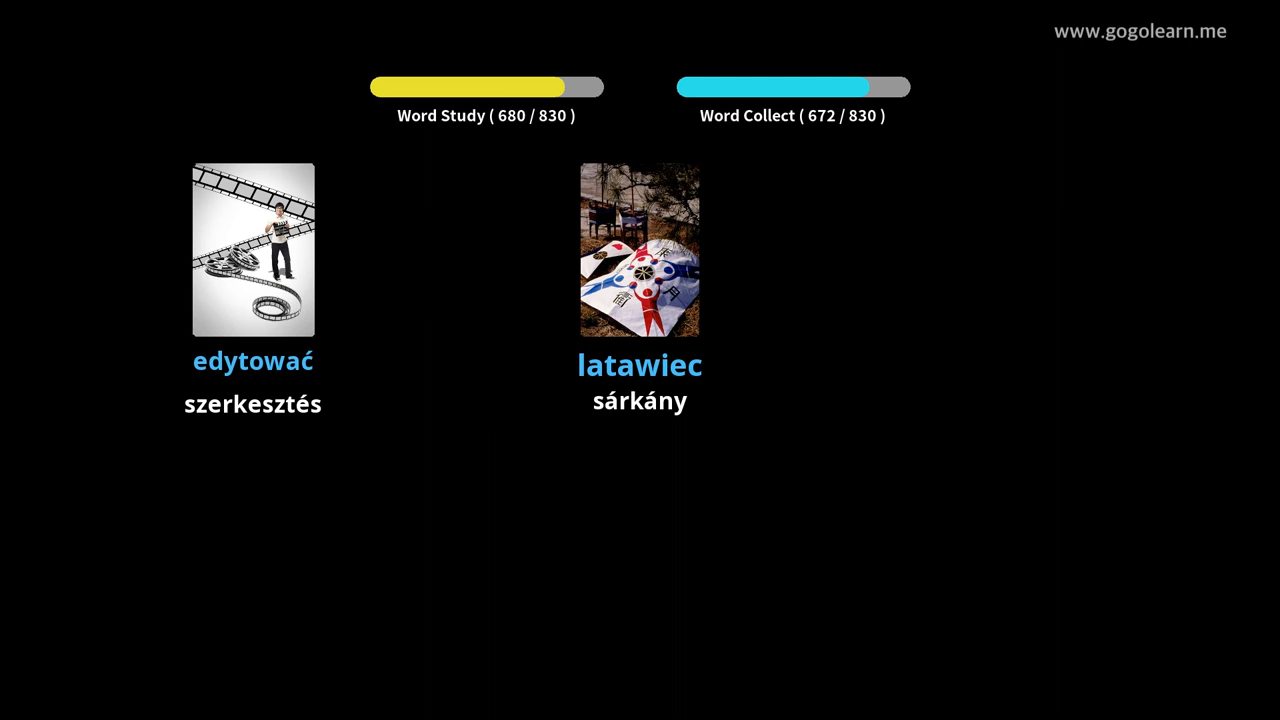 www.gogolearn.me
Word Study ( 680 / 830 )
Word Collect ( 672 / 830 )
edytować
szerkesztés
latawiec
sárkány